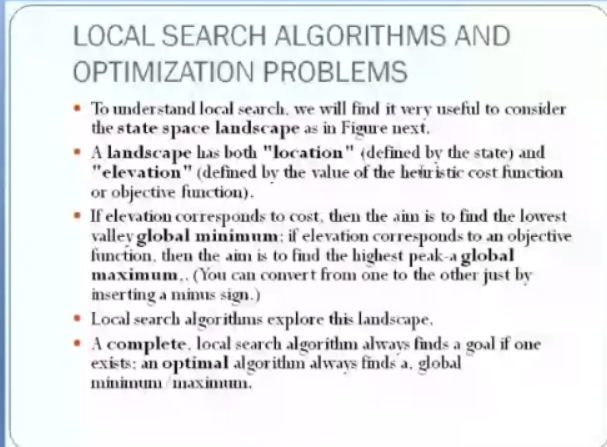 LOCAL SEARCH ALGORITHMS AND
OPTIMIZATION PROBLEMS
• To understand local search, we will find it very useful to consider
the state space landscape as in Figure next.
• A landscape has both "location" (defined by the state) and
"elevation" (defined by the value of the heuristic cost function
or objective function).
• If elevation corresponds to cost, then the aim is to find the lowest
valley global minimum; if elevation corresponds to an objective
function, then the aim is to find the highest peak-a global
maximum,. (You can convert from one to the other just by
inserting a minus sign.)
• Local search algorithms explore this landscape.
• A complete, local search algorithm always finds a goal if one
exists; an optimal algorithm always finds a, global
minimum/maximum.